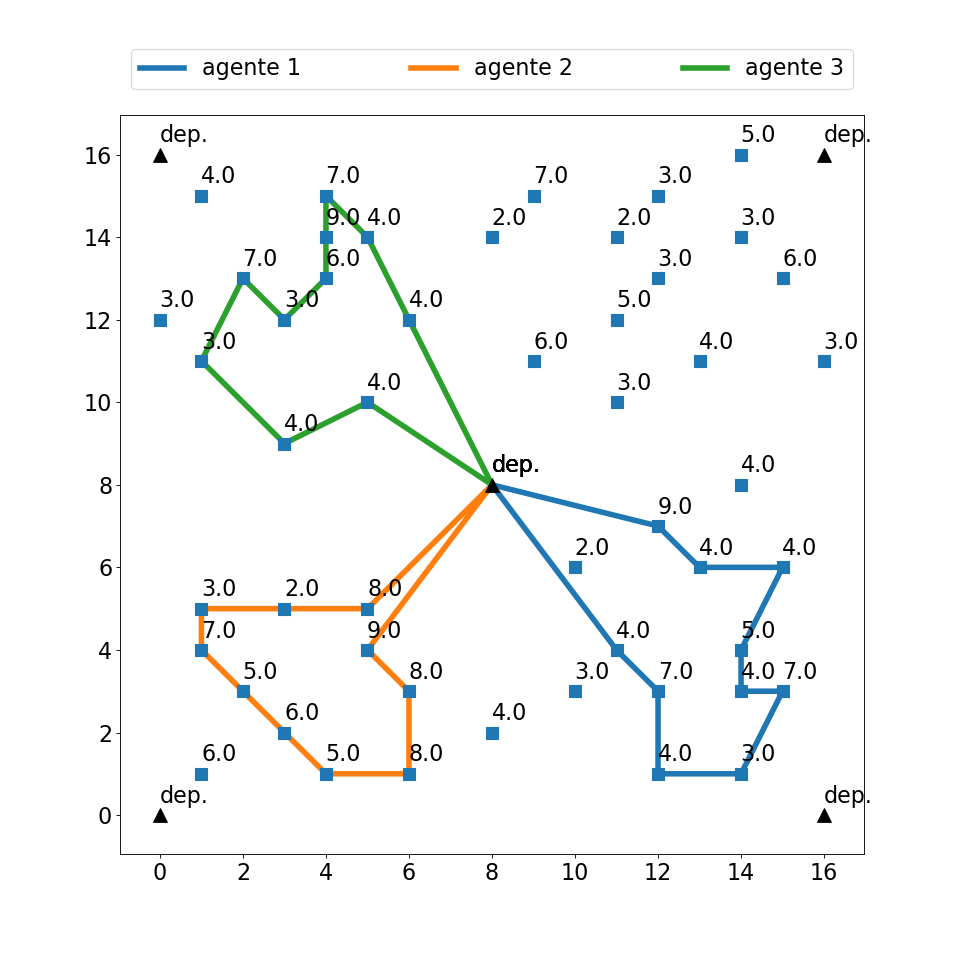 agente 1 agente 2 agente 3
5.0
dep. dep.
16
4.0 7.0 7.0 3.0
9.0 4.0 2.0 2.0 3.0
14
7.0 6.0 3.0 6.0
3.0 3.0 4.0 5.0
12
3.0 6.0 4.0 3.0
4.0 3.0
10
4.0
dep. 4.0
8
9.0
2.0 4.0 4.0
6
3.0 2.0 8.0
7.0 9.0 4.0 5.0
4
5.0 8.0 3.0 7.0 4.0 7.0
6.0 4.0
2
6.0 5.0 8.0 4.0 3.0
dep. dep.
0
0 2 4 6 8 10 12 14 16